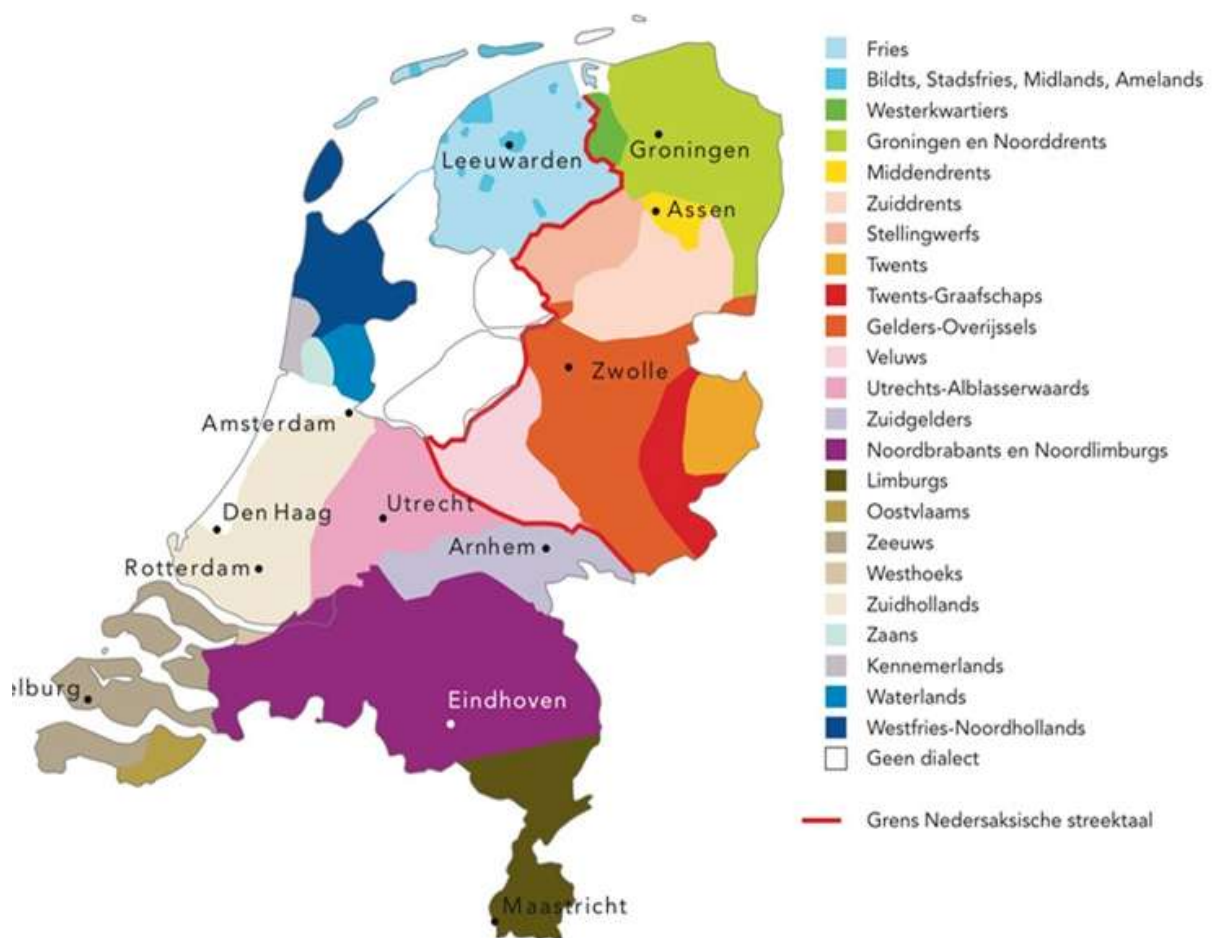 Leeuwarden
Groningen
Assen
Zwolle
Amsterdam
Den Haag
Utrecht
Arnhem
Rotterdam
elburg
Eindhoven
Maastricht
Fries
Bildts, Stadsfries, Midlands, Amelands
Westerkwartiers
Groningen en Noorddrents
Middendrents
Zuiddrents
Stellingwerfs
Twents
Twents-Graafschaps
Gelders-Overijssels
Veluws
Utrechts-Alblasserwaards
Zuidgelders
Noordbrabants en Noordlimburgs
Limburgs
Oostvlaams
Zeeuws
Westhoeks
Zuidhollands
Zaans
Kennemerlands
Waterlands
Westfries-Noordhollands
Geen dialect
Grens Nedersaksische streektaal